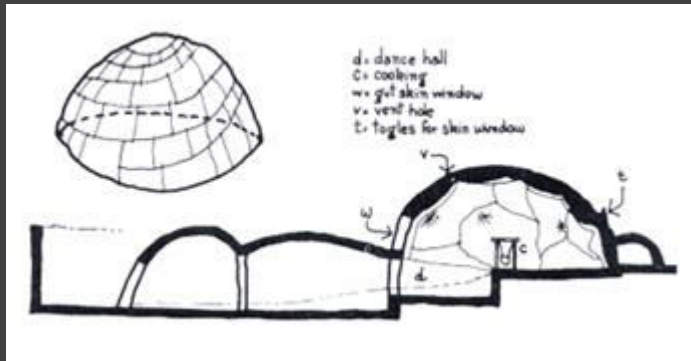 d= dance hall
c= cooking
w= gut skin window
v= vent hole
t= togles for skin window
v
t
w
c
d